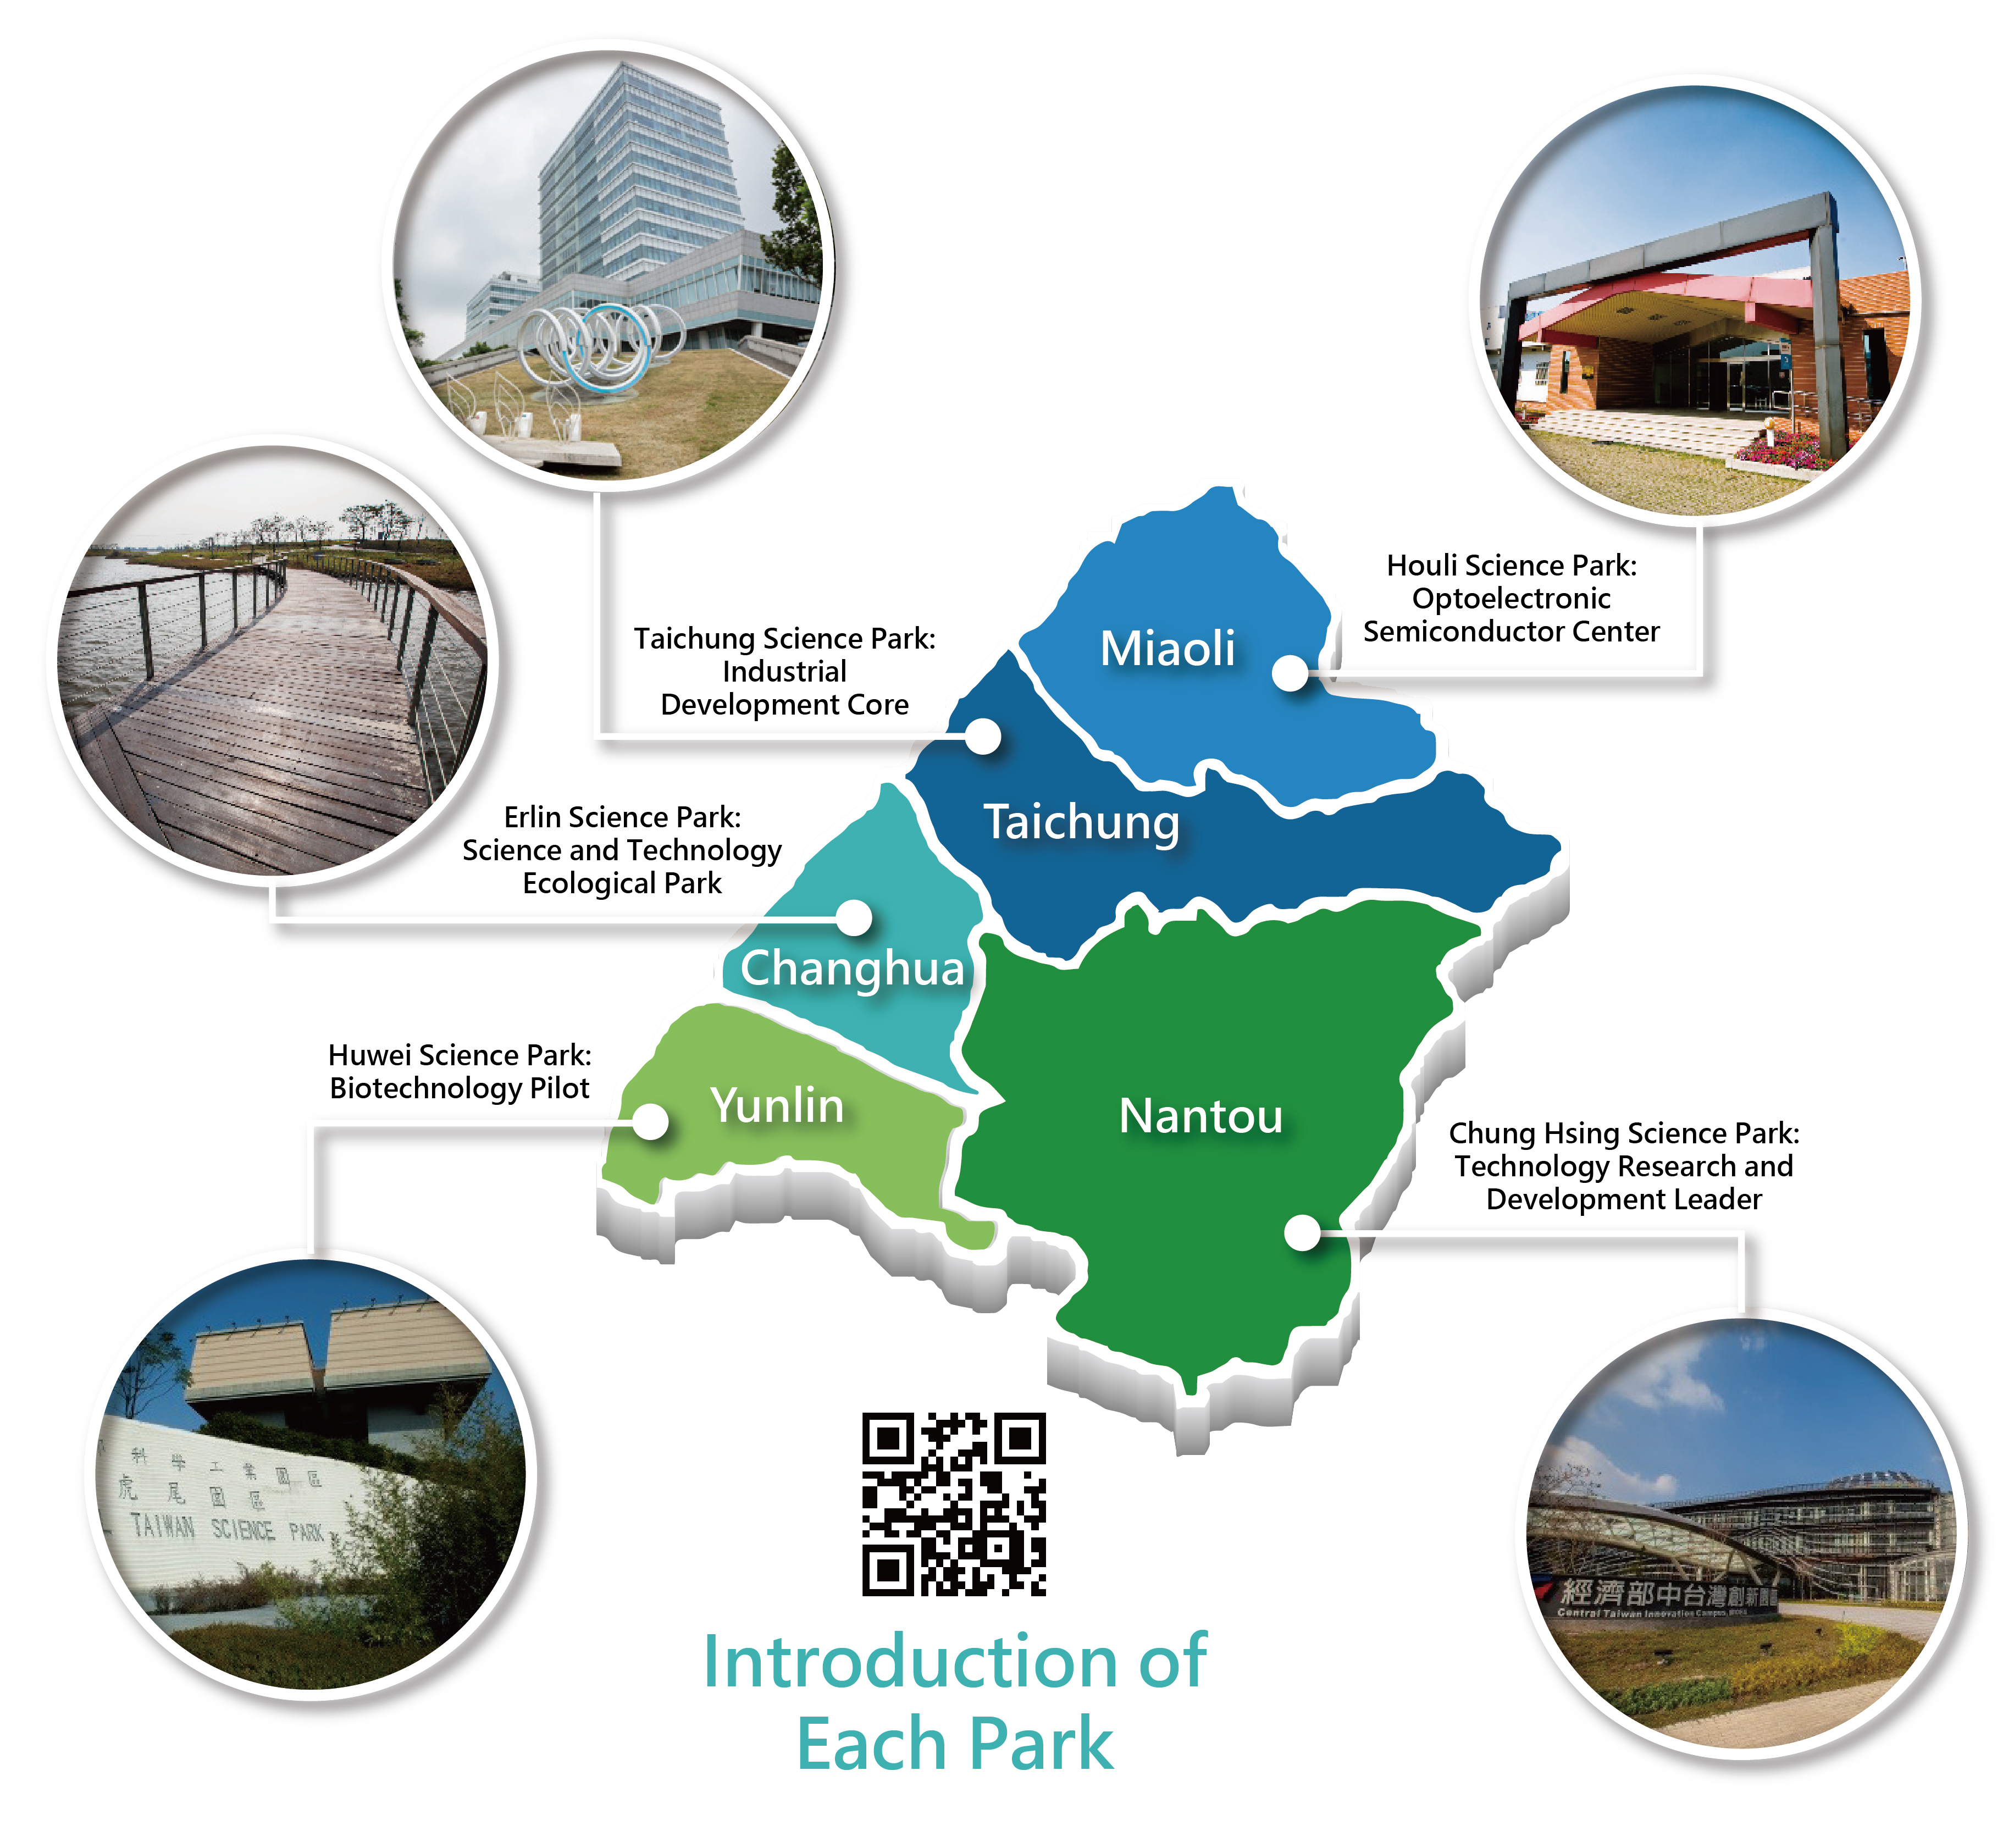 Houli Science Park:
Optoelectronic
Semiconductor Center
Taichung Science Park:
Industrial
Development Core
Miaoli
Taichung
Erlin Science Park:
Science and Technology
Ecological Park
Changhua
Huwei Science Park:
Biotechnology Pilot
Yunlin
Nantou
Chung Hsing Science Park:
Technology Research and
Development Leader
科學工業園區
虎尾園區
TAIWAN SCIENCE PARK
經濟部中台灣創新園區
Central Taiwan Innovation Campus,
Introduction of
Each Park